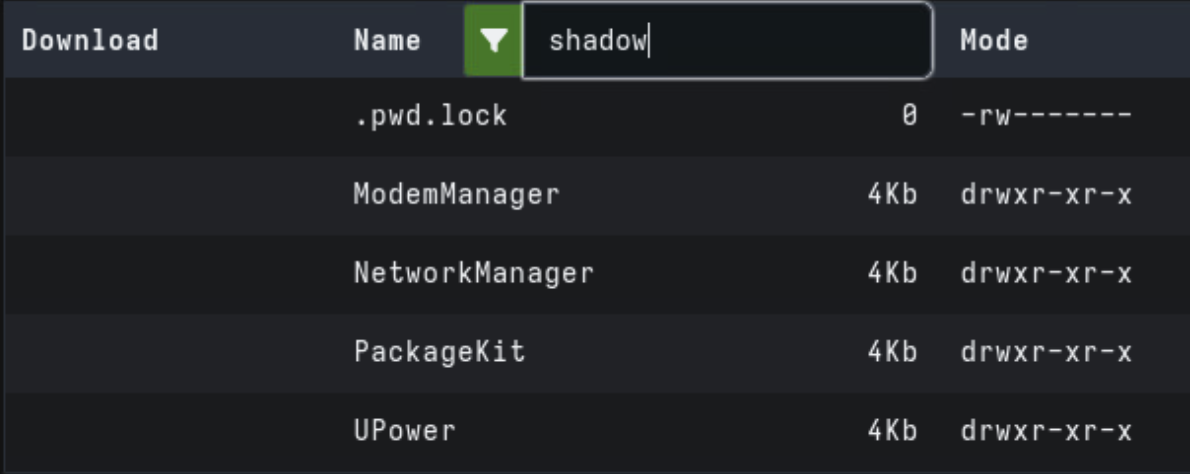 Download Name shadow Mode
.pwd.lock 0 -rw-------
ModemManager 4Kb drwxr-xr-x
NetworkManager 4Kb drwxr-xr-x
PackageKit 4Kb drwxr-xr-x
UPower 4Kb drwxr-xr-x